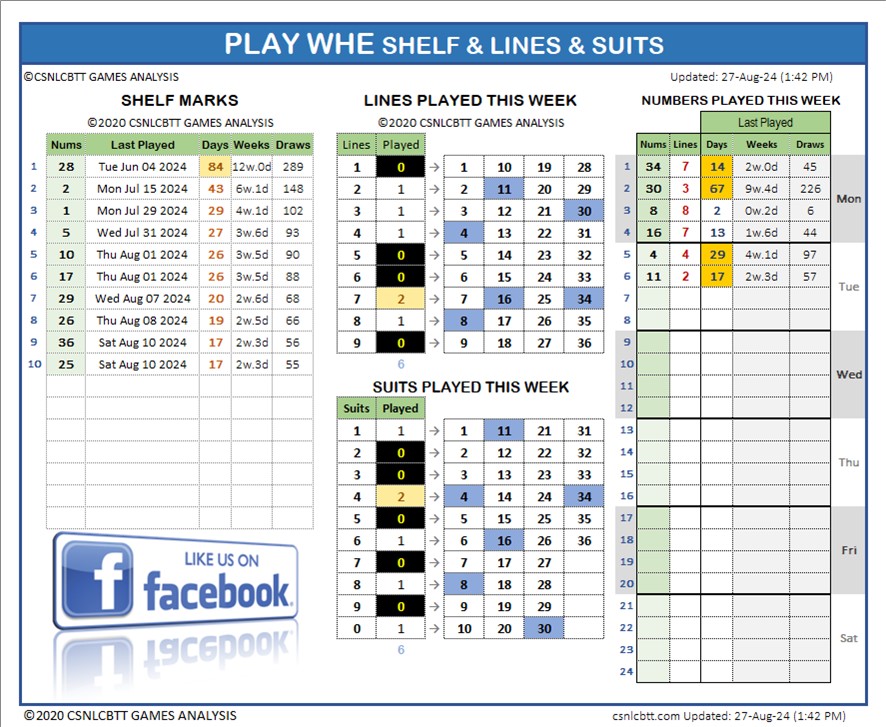 PLAY WHE SHELF & LINES & SUITS
©CSNLCBTT GAMES ANALYSIS
Updated: 27-Aug-24 (1:42 PM)
SHELF MARKS
©2020 CSNLCBTT GAMES ANALYSIS
Nums Last Played Days Weeks Draws
1 28 Tue Jun 04 2024 84 12w.0d 289
2 2 Mon Jul 15 2024 43 6w.1d 148
3 1 Mon Jul 29 2024 29 4w.1d 102
4 5 Wed Jul 31 2024 27 3w.6d 93
5 10 Thu Aug 01 2024 26 3w.5d 90
6 17 Thu Aug 01 2024 26 3w.5d 88
7 29 Wed Aug 07 2024 20 2w.6d 68
8 26 Thu Aug 08 2024 19 2w.5d 66
9 36 Sat Aug 10 2024 17 2w.3d 56
10 25 Sat Aug 10 2024 17 2w.3d 55
LIKE US ON
f facebook.
LINES PLAYED THIS WEEK
©2020 CSNLCBTT GAMES ANALYSIS
Lines Played
1 0 → 1 10 19 28
2 1 → 2 11 20 29
3 1 → 3 12 21 30
4 1 → 4 13 22 31
5 0 → 5 14 23 32
6 0 → 6 15 24 33
7 2 → 7 16 25 34
8 1 → 8 17 26 35
9 0 → 9 18 27 36
6
SUITS PLAYED THIS WEEK
Suits Played
1 1 → 1 11 21 31
2 0 → 2 12 22 32
3 0 → 3 13 23 33
4 2 → 4 14 24 34
5 0 → 5 15 25 35
6 1 → 6 16 26 36
7 0 → 7 17 27
8 1 → 8 18 28
9 0 → 9 19 29
0 1 → 10 20 30
6
NUMBERS PLAYED THIS WEEK
Last Played
Nums Lines Days Weeks Draws
1 34 7 14 2w.0d 45
2 30 3 67 9w.4d 226
Mon
3 8 8 2 0w.2d 6
4 16 7 13 1w.6d 44
5 4 4 29 4w.1d 97
6 11 2 17 2w.3d 57
Tue
7
8
9
10
Wed
11
12
13
14
Thu
15
16
17
18
Fri
19
20
21
22
Sat
23
24
©2020 CSNLCBTT GAMES ANALYSIS
csnlcbtt.com Updated: 27-Aug-24 (1:42 PM)